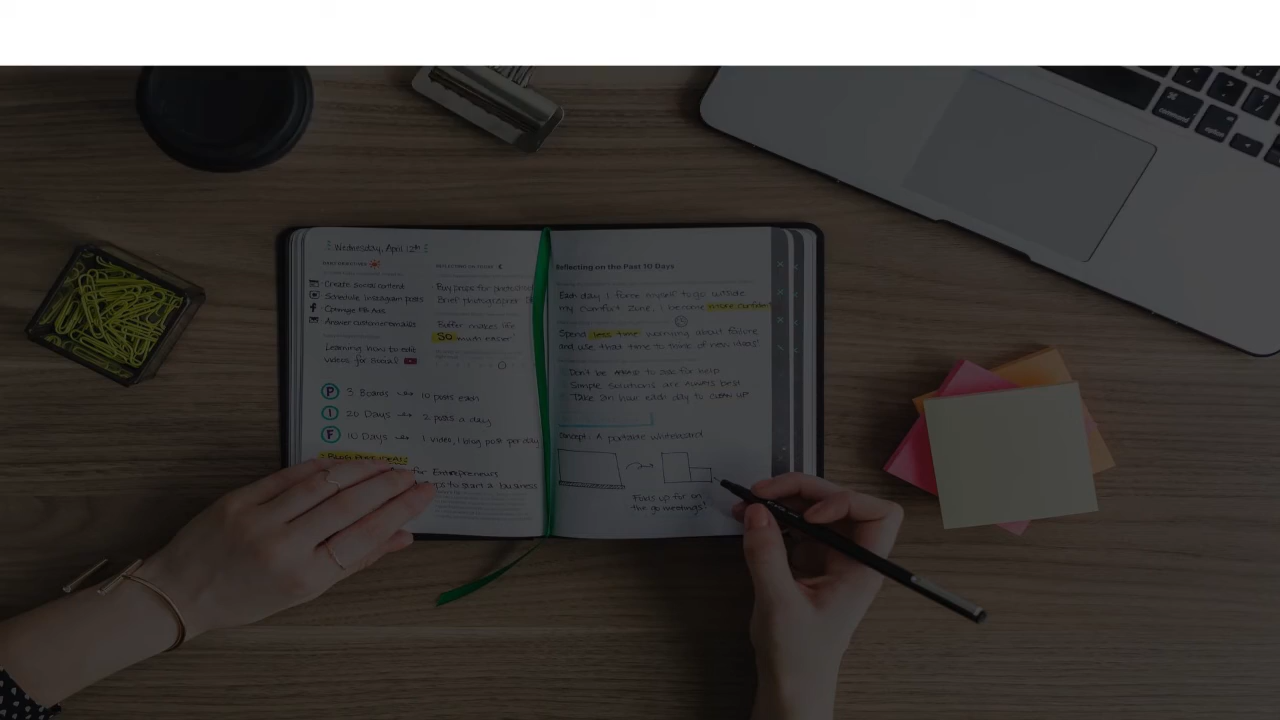 Wednesday, April 12th
Create social content
Schedule Instagram posts
Optimize FB Ads
Answer customer emails
Learning how to edit
videos for Social
P 3 Boards → 10 posts each
I 20 Days → 2 posts a day
F 10 Days → 1 video, 1 blog post per day
BLOG POST IDEAS
for Entrepreneurs
to start a business
Buy props for photoshoot
Brief photographer
Buffer makes life
SO much easier
Reflecting on the Past 10 Days
Each day I force myself to go outside
my comfort zone, I become more confident
Spend less time worrying about failure
and use that time to think of new ideas
Don't be afraid to ask for help
Simple solutions are always best
Take an hour each day to clean up
Concept: A portable whiteboard
Folds up for on
the go meetings!
command
option